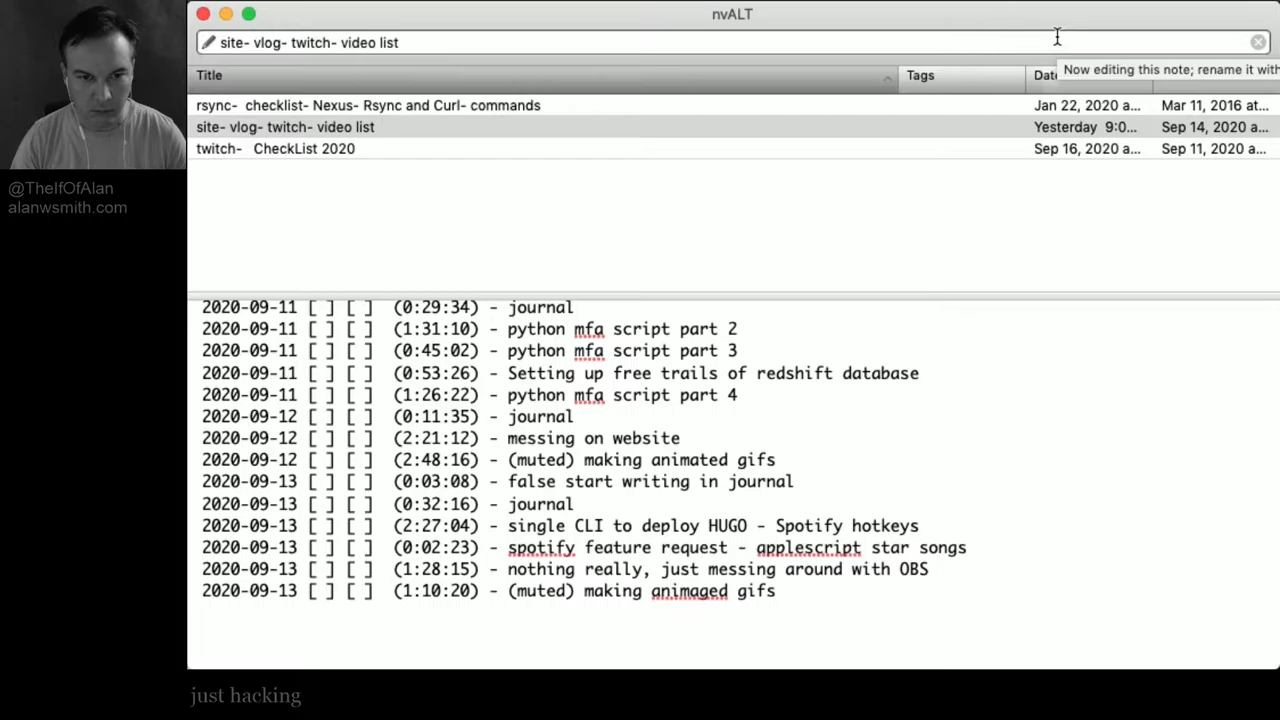 nvALT
site- vlog- twitch- video list
Now editing this note; rename it with
Title Tags Date
rsync- checklist- Nexus- Rsync and Curl- commands Jan 22, 2020 a... Mar 11, 2016 at...
site- vlog- twitch- video list Yesterday 9:0... Sep 14, 2020 a...
twitch- CheckList 2020 Sep 16, 2020 a... Sep 11, 2020 a...
@TheIfOfAlan
alanwsmith.com
2020-09-11 [ ] [ ] (0:29:34) - journal
2020-09-11 [ ] [ ] (1:31:10) - python mfa script part 2
2020-09-11 [ ] [ ] (0:45:02) - python mfa script part 3
2020-09-11 [ ] [ ] (0:53:26) - Setting up free trails of redshift database
2020-09-11 [ ] [ ] (1:26:22) - python mfa script part 4
2020-09-12 [ ] [ ] (0:11:35) - journal
2020-09-12 [ ] [ ] (2:21:12) - messing on website
2020-09-12 [ ] [ ] (2:48:16) - (muted) making animated gifs
2020-09-13 [ ] [ ] (0:03:08) - false start writing in journal
2020-09-13 [ ] [ ] (0:32:16) - journal
2020-09-13 [ ] [ ] (2:27:04) - single CLI to deploy HUGO - Spotify hotkeys
2020-09-13 [ ] [ ] (0:02:23) - spotify feature request - applescript star songs
2020-09-13 [ ] [ ] (1:28:15) - nothing really, just messing around with OBS
2020-09-13 [ ] [ ] (1:10:20) - (muted) making animaged gifs
just hacking